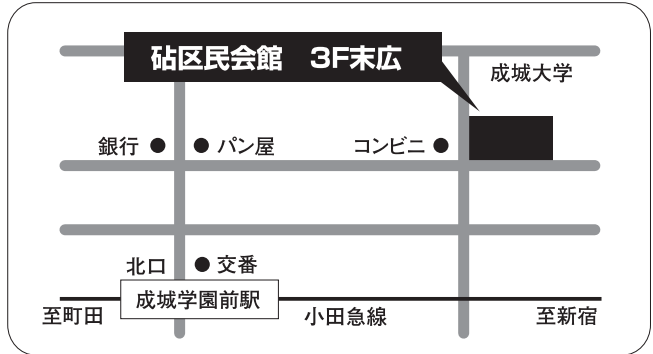 砧区民会館　3F末広
成城大学
銀行 ● ● パン屋
コンビニ ●
北口 ● 交番
成城学園前駅
至町田
小田急線
至新宿